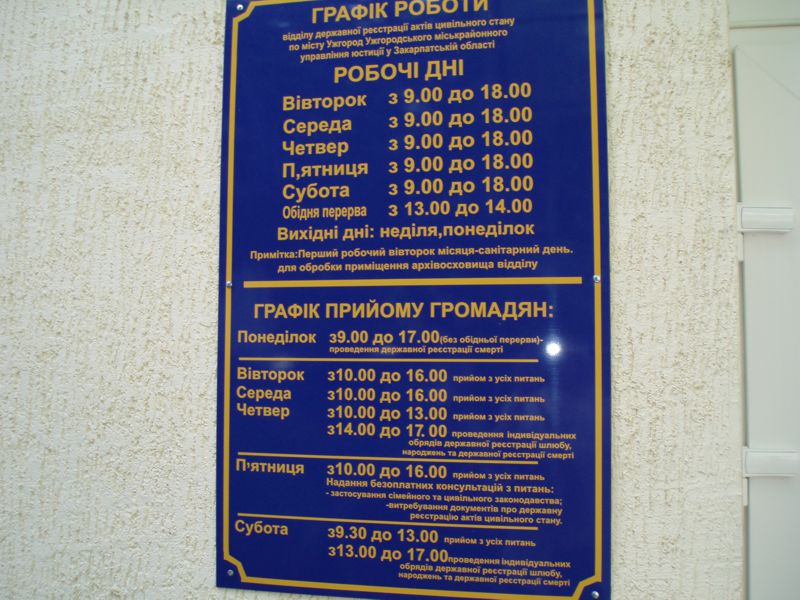 ГРАФІК РОБОТИ
відділу державної реєстрації актів цивільного стану
по місту Ужгород Ужгородського міськрайонного
управління юстиції у Закарпатській області
РОБОЧІ ДНІ
Вівторок з 9.00 до 18.00
Середа з 9.00 до 18.00
Четвер з 9.00 до 18.00
П,ятниця з 9.00 до 18.00
Субота з 9.00 до 18.00
Обідня перерва з 13.00 до 14.00
Вихідні дні: неділя,понеділок
Примітка:Перший робочий вівторок місяця-санітарний день.
для обробки приміщення архівосховища відділу
ГРАФІК ПРИЙОМУ ГРОМАДЯН:
Понеділок з9.00 до 17.00(без обідньої перерви)-
проведення державної реєстрації смерті
Вівторок з10.00 до 16.00 прийом з усіх питань
Середа з10.00 до 16.00 прийом з усіх питань
Четвер з10.00 до 13.00 прийом з усіх питань
з14.00 до 17.00 проведення індивідуальних
обрядів державної реєстрації шлюбу,
народжень та державної реєстрації смерті
П'ятниця з10.00 до 16.00 прийом з усіх питань
Надання безоплатних консультацій з питань:
- застосування сімейного та цивільного законодавства;
-витребування документів про державну
реєстрацію актів цивільного стану.
Субота з9.30 до 13.00 прийом з усіх питань
з13.00 до 17.00проведення індивідуальних
обрядів державної реєстрації шлюбу,
народжень та державної реєстрації смерті